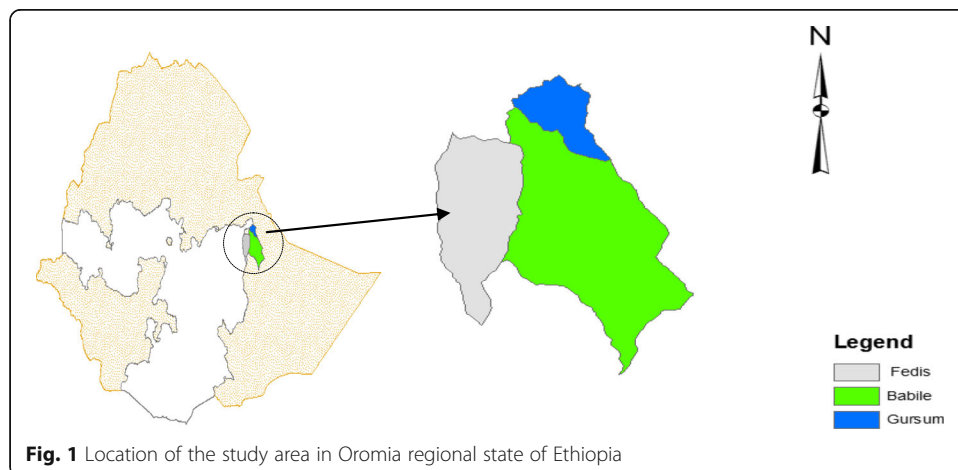 N
Legend
Fedis
Babile
Gursum
Fig. 1 Location of the study area in Oromia regional state of Ethiopia